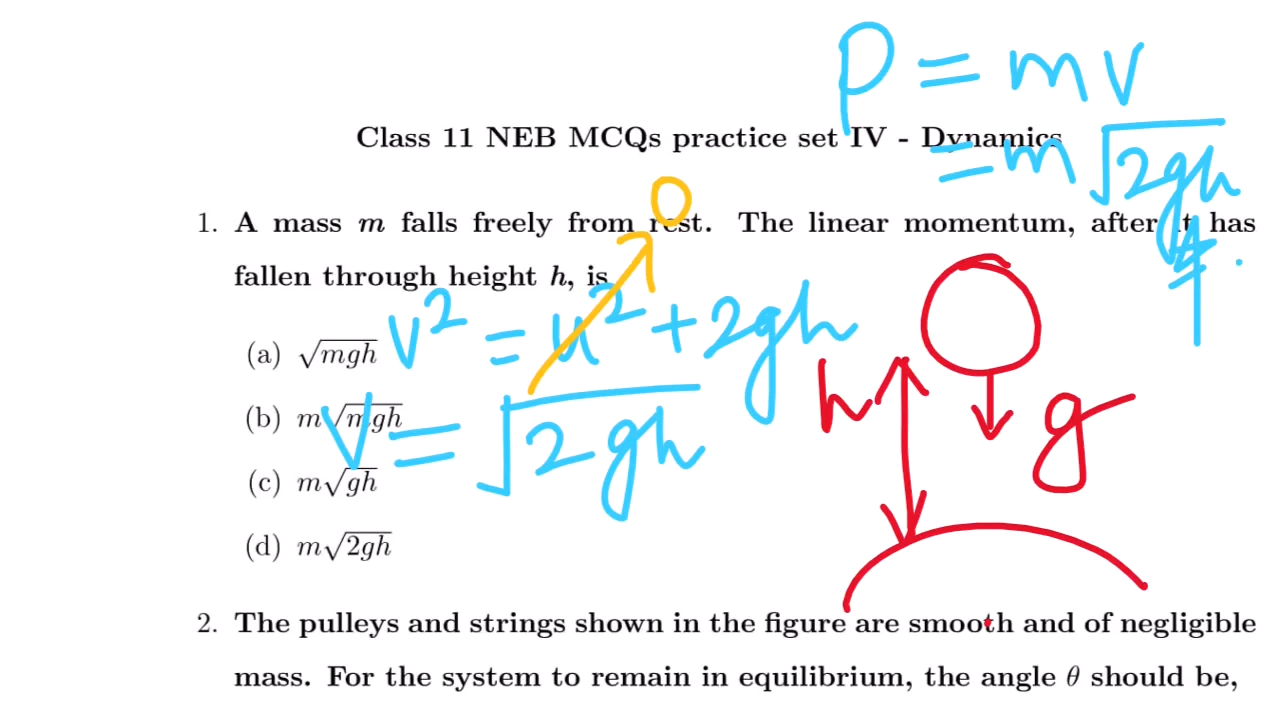 P = mv
Class 11 NEB MCQs practice set IV - Dynamics
= m √2gh
1. A mass m falls freely from rest. The linear momentum, after it has
0
fallen through height h, is
v² = u² + 2gh
(a) √mgh
h
g
(b) m√mgh
v = √2gh
(c) m√gh
(d) m√2gh
2. The pulleys and strings shown in the figure are smooth and of negligible
mass. For the system to remain in equilibrium, the angle θ should be,